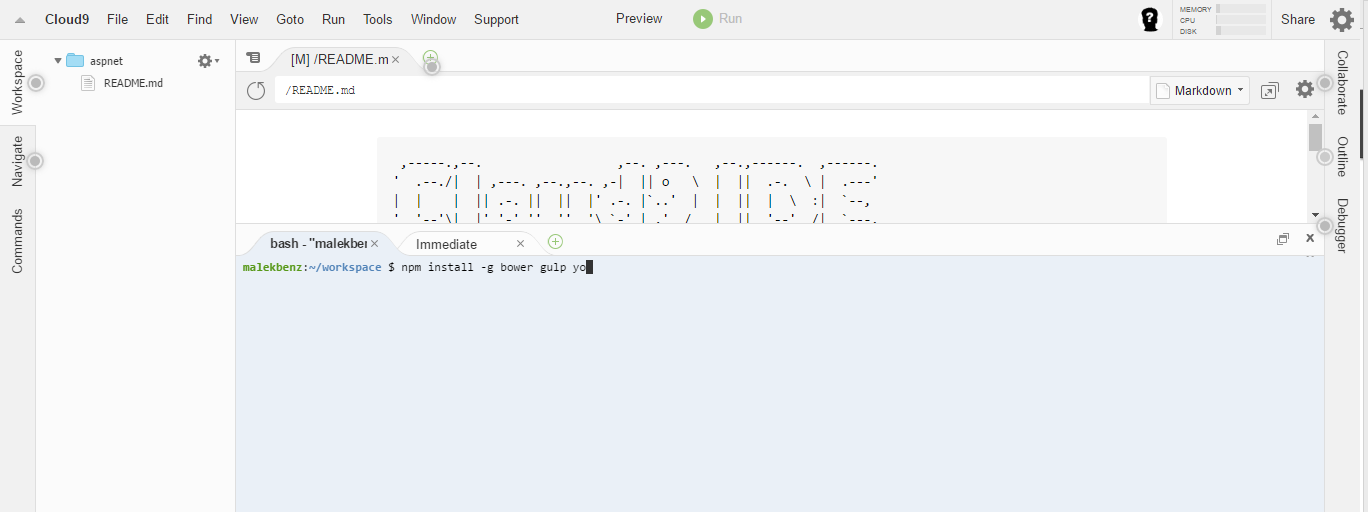 Cloud9 File Edit Find View Goto Run Tools Window Support Preview Run MEMORY CPU DISK Share
Workspace
Navigate
Commands
aspnet
README.md
[M] /README.m
/README.md
Markdown
,-----.,--.                  ,--. ,---.   ,--.,------.  ,------.
'  .--./|  | ,---. ,--.,--. ,-|  || o   \  |  ||  .-.  \ |  .---'
|  |    |  || .-. ||  ||  |' .-. |`..'  |  |  ||  |  \  :|  `--,
'  '--'\|  |' '-' ''  ''  '\ `-' | .'  /   |  ||  '--'  /|  `---.
bash - "malekben
Immediate
malekbenz:~/workspace $ npm install -g bower gulp yo
Collaborate
Outline
Debugger